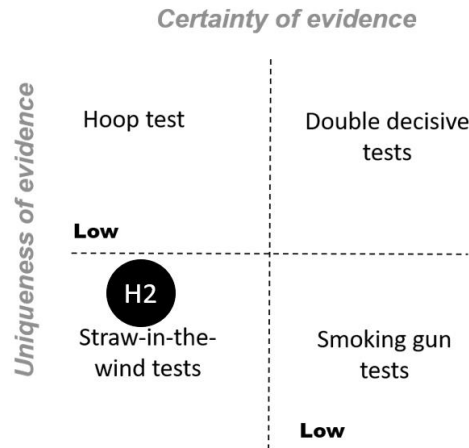 Certainty of evidence
Uniqueness of evidence
Hoop test
Double decisive
tests
Low
H2
Straw-in-the-
wind tests
Smoking gun
tests
Low